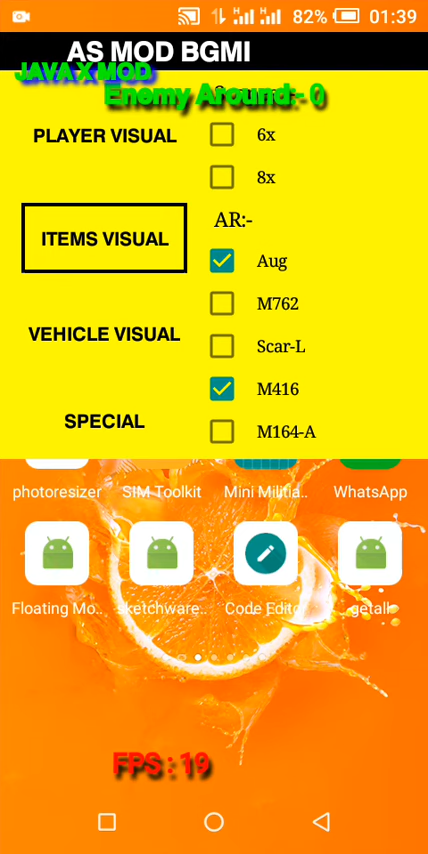 82% 01:39
AS MOD BGMI
JAVA X MOD
Enemy Around:- 0
PLAYER VISUAL
6x
8x
AR:-
ITEMS VISUAL
Aug
M762
VEHICLE VISUAL
Scar-L
M416
SPECIAL
M164-A
photoresizer SIM Toolkit Mini Militia.. WhatsApp
Floating Mo.. sketchware.. Code Editor getalk
FPS : 19